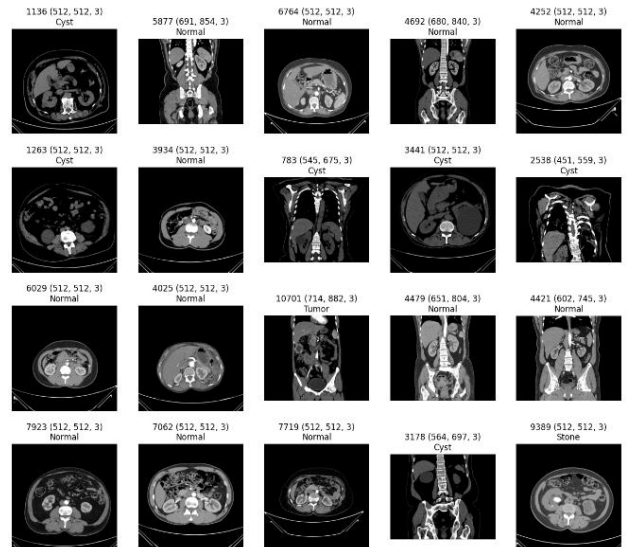 1136 (512, 512, 3)
Cyst
5877 (691, 854, 3)
Normal
6764 (512, 512, 3)
Normal
4692 (680, 840, 3)
Normal
4252 (512, 512, 3)
Normal
1263 (512, 512, 3)
Cyst
3934 (512, 512, 3)
Normal
783 (545, 675, 3)
Cyst
3441 (512, 512, 3)
Cyst
2538 (451, 559, 3)
Cyst
6029 (512, 512, 3)
Normal
4025 (512, 512, 3)
Normal
10701 (714, 882, 3)
Tumor
4479 (651, 804, 3)
Normal
4421 (602, 745, 3)
Normal
7923 (512, 512, 3)
Normal
7062 (512, 512, 3)
Normal
7719 (512, 512, 3)
Normal
3178 (564, 697, 3)
Cyst
9389 (512, 512, 3)
Stone